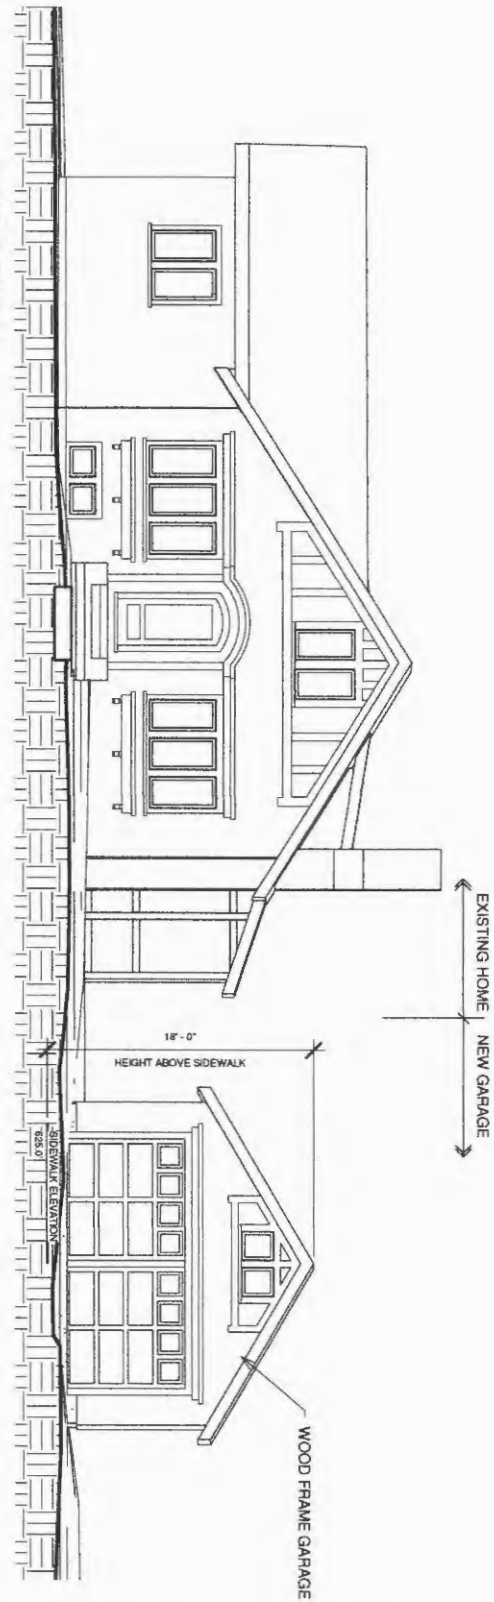 EXISTING HOME
NEW GARAGE
18'-0"
HEIGHT ABOVE SIDEWALK
SIDEWALK ELEVATION
625.0'
WOOD FRAME GARAGE